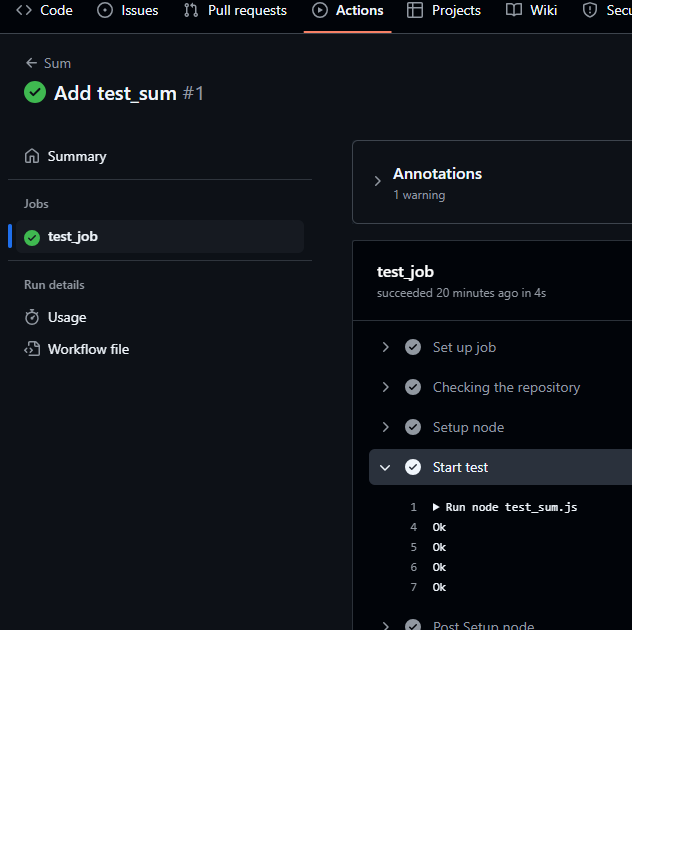 Code Issues Pull requests Actions Projects Wiki
Sum
Add test_sum #1
Summary
Jobs
test_job
Run details
Usage
Workflow file
Annotations
1 warning
test_job
succeeded 20 minutes ago in 4s
Set up job
Checking the repository
Setup node
Start test
1 Run node test_sum.js
4 Ok
5 Ok
6 Ok
7 Ok
Post Setup node